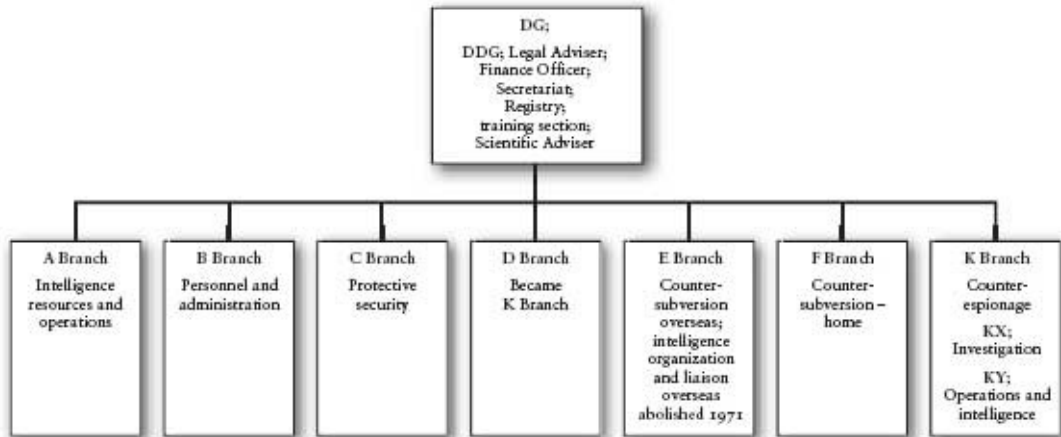 DG;
DDG; Legal Adviser;
Finance Officer;
Secretariat;
Registry;
training section;
Scientific Adviser
A Branch
Intelligence
resources and
operations
B Branch
Personnel and
administration
C Branch
Protective
security
D Branch
Became
K Branch
E Branch
Counter-
subversion
overseas;
intelligence
organization
and liaison
overseas
abolished 1971
F Branch
Counter-
subversion –
home
K Branch
Counter-
espionage
KX;
Investigation
KY;
Operations and
intelligence